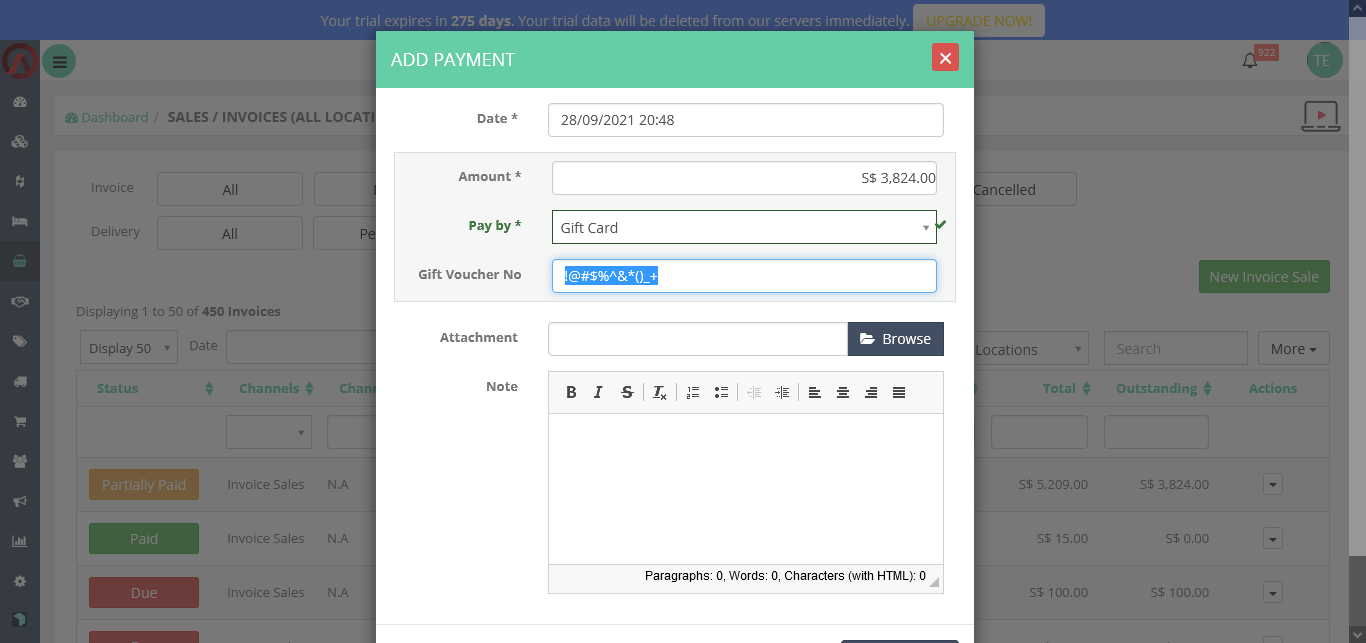 Your trial expires in 275 days. Your trial data will be deleted from our servers immediately. UPGRADE NOW!
ADD PAYMENT
922
TE
Dashboard / SALES / INVOICES (ALL LOCATI
Date * 28/09/2021 20:48
Invoice All Cancelled
Amount * S$ 3,824.00
Delivery All Pe
Pay by * Gift Card
Gift Voucher No !@#$%^&*()_+
New Invoice Sale
Displaying 1 to 50 of 450 Invoices
Attachment Browse
Display 50 Date Locations Search More
Note
Status Channels Chann Total Outstanding Actions
Partially Paid Invoice Sales N.A S$ 5,209.00 S$ 3,824.00
Paid Invoice Sales N.A S$ 15.00 S$ 0.00
Paragraphs: 0, Words: 0, Characters (with HTML): 0
Due Invoice Sales N.A S$ 100.00 S$ 100.00